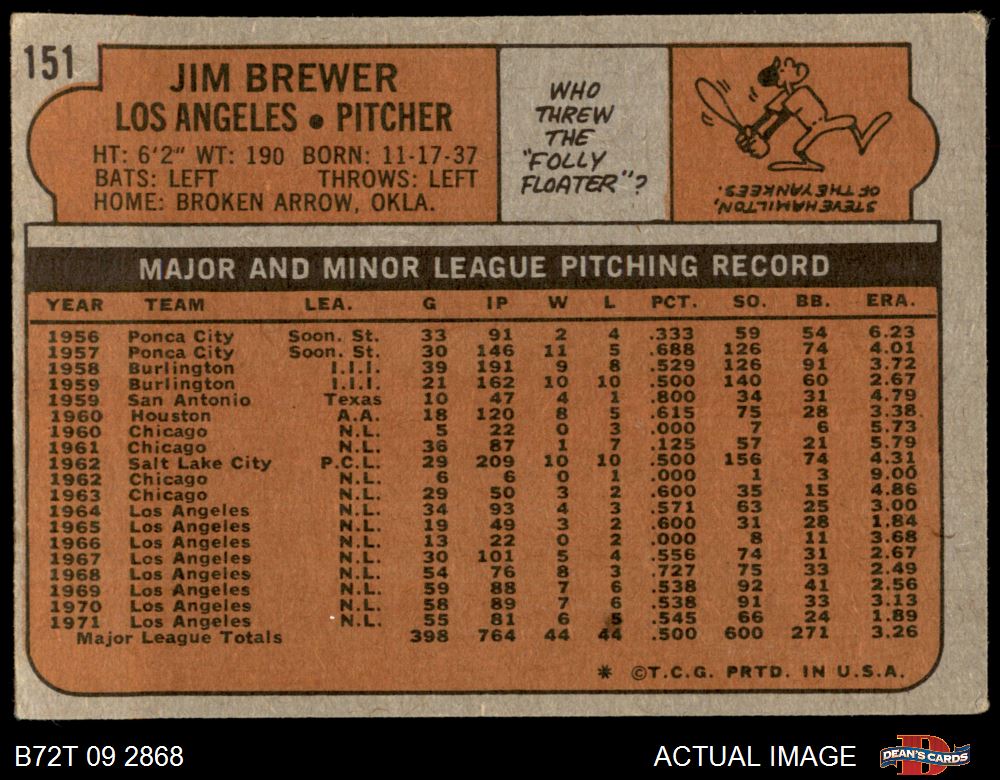 151
JIM BREWER
LOS ANGELES • PITCHER
HT: 6'2" WT: 190 BORN: 11-17-37
BATS: LEFT THROWS: LEFT
HOME: BROKEN ARROW, OKLA.
WHO
THREW
THE
"FOLLY
FLOATER"?
STEVE HAMILTON,
OF THE YANKEES.
MAJOR AND MINOR LEAGUE PITCHING RECORD
YEAR TEAM LEA. G IP W L PCT. SO. BB. ERA.
1956 Ponca City Soon. St. 33 91 2 4 .333 59 54 6.23
1957 Ponca City Soon. St. 30 146 11 5 .688 126 74 4.01
1958 Burlington I.I.I. 39 191 9 8 .529 126 91 3.72
1959 Burlington I.I.I. 21 162 10 10 .500 140 60 2.67
1959 San Antonio Texas 10 47 4 1 .800 34 31 4.79
1960 Houston A.A. 18 120 8 5 .615 75 28 3.38
1960 Chicago N.L. 5 22 0 3 .000 7 6 5.73
1961 Chicago N.L. 36 87 1 7 .125 57 21 5.79
1962 Salt Lake City P.C.L. 29 209 10 10 .500 156 74 4.31
1962 Chicago N.L. 6 6 0 1 .000 1 3 9.00
1963 Chicago N.L. 29 50 3 2 .600 35 15 4.86
1964 Los Angeles N.L. 34 93 4 3 .571 63 25 3.00
1965 Los Angeles N.L. 19 49 3 2 .600 31 28 1.84
1966 Los Angeles N.L. 13 22 0 2 .000 8 11 3.68
1967 Los Angeles N.L. 30 101 5 4 .556 74 31 2.67
1968 Los Angeles N.L. 54 76 8 3 .727 75 33 2.49
1969 Los Angeles N.L. 59 88 7 6 .538 92 41 2.56
1970 Los Angeles N.L. 58 89 7 6 .538 91 33 3.13
1971 Los Angeles N.L. 55 81 6 5 .545 66 24 1.89
Major League Totals 398 764 44 44 .500 600 271 3.26
* ©T.C.G. PRTD. IN U.S.A.
B72T 09 2868 ACTUAL IMAGE D DEAN'S CARDS